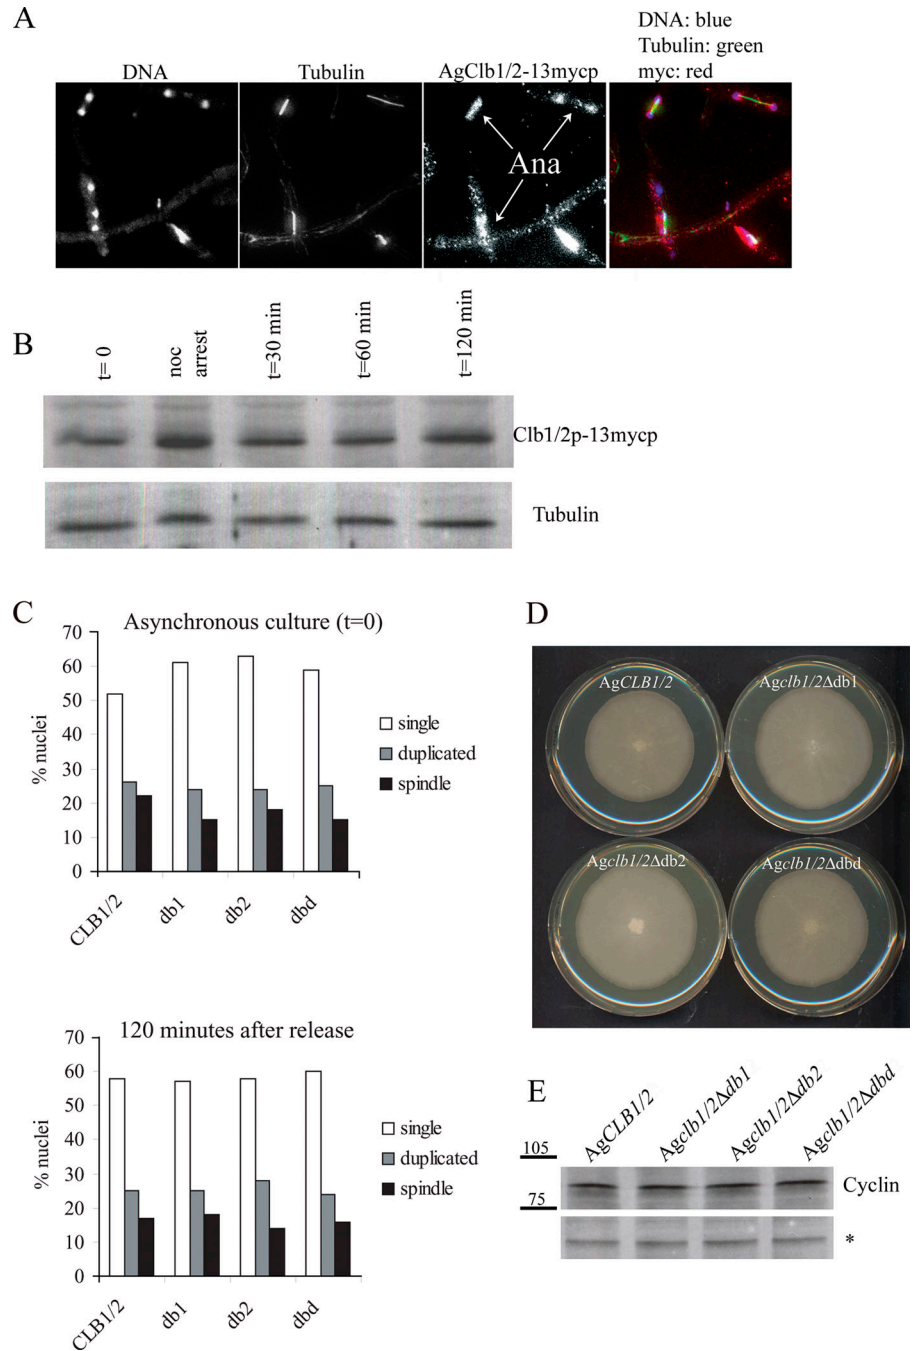 A
DNA: blue
Tubulin: green
myc: red
DNA
Tubulin
AgClb1/2-13mycp
Ana
B
t= 0
noc
arrest
t=30 min
t=60 min
t=120 min
Clb1/2p-13mycp
Tubulin
C
Asynchronous culture (t=0)
70
60
50
40
30
20
10
0
% nuclei
single
duplicated
spindle
CLB1/2
db1
db2
dbd
120 minutes after release
70
60
50
40
30
20
10
0
% nuclei
single
duplicated
spindle
CLB1/2
db1
db2
dbd
D
AgCLB1/2
Agclb1/2Δdb1
Agclb1/2Δdb2
Agclb1/2Δdbd
E
AgCLB1/2
Agclb1/2Δdb1
Agclb1/2Δdb2
Agclb1/2Δdbd
105
75
Cyclin
*